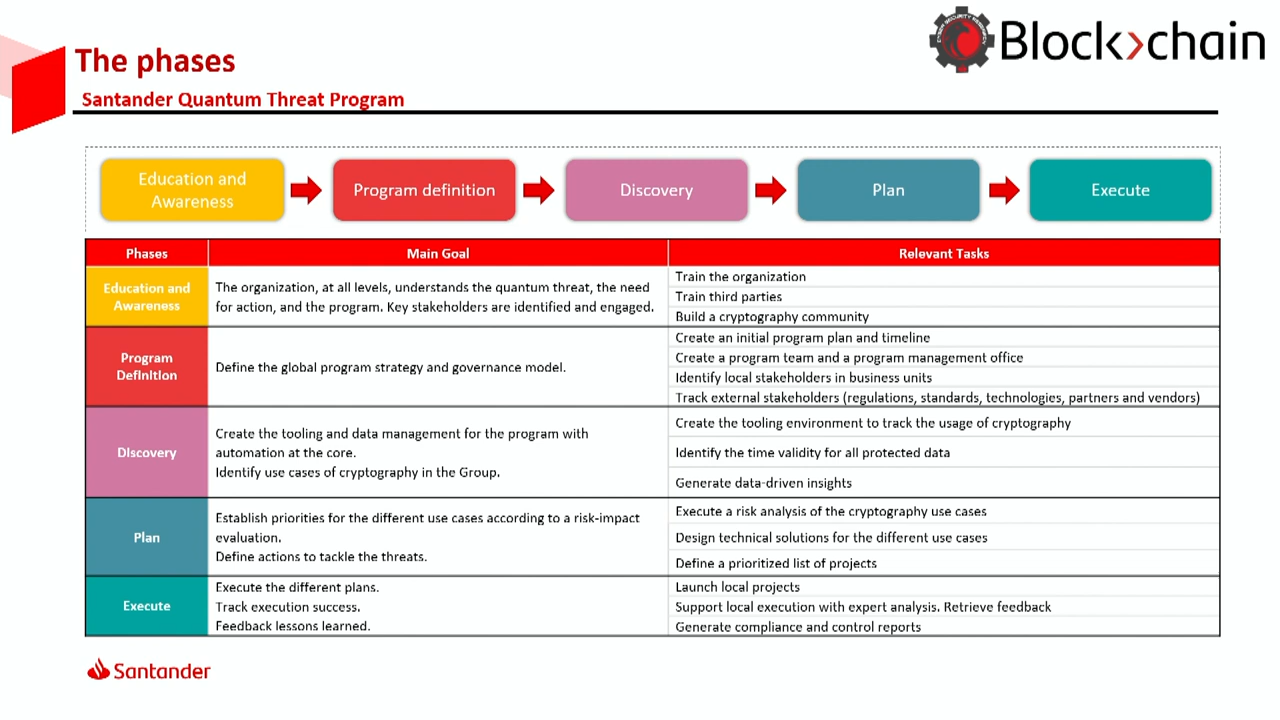 The phases
Santander Quantum Threat Program
CYBER SECURITY RESEARCH
Block>chain
Education and
Awareness
Program definition
Discovery
Plan
Execute
Phases
Main Goal
Relevant Tasks
Education and
Awareness
The organization, at all levels, understands the quantum threat, the need
for action, and the program. Key stakeholders are identified and engaged.
Train the organization
Train third parties
Build a cryptography community
Program
Definition
Define the global program strategy and governance model.
Create an initial program plan and timeline
Create a program team and a program management office
Identify local stakeholders in business units
Track external stakeholders (regulations, standards, technologies, partners and vendors)
Discovery
Create the tooling and data management for the program with
automation at the core.
Identify use cases of cryptography in the Group.
Create the tooling environment to track the usage of cryptography
Identify the time validity for all protected data
Generate data-driven insights
Plan
Establish priorities for the different use cases according to a risk-impact
evaluation.
Define actions to tackle the threats.
Execute a risk analysis of the cryptography use cases
Design technical solutions for the different use cases
Define a prioritized list of projects
Execute
Execute the different plans.
Track execution success.
Feedback lessons learned.
Launch local projects
Support local execution with expert analysis. Retrieve feedback
Generate compliance and control reports
Santander